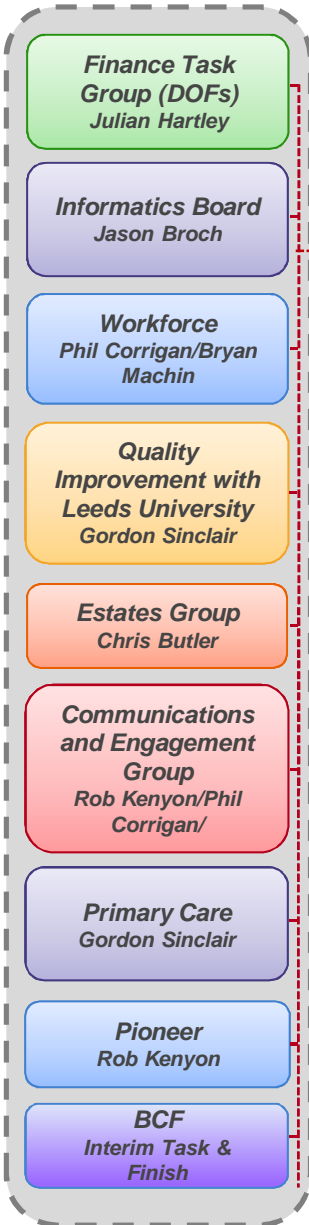 Finance Task
Group (DOFs)
Julian Hartley
Informatics Board
Jason Broch
Workforce
Phil Corrigan/Bryan
Machin
Quality
Improvement with
Leeds University
Gordon Sinclair
Estates Group
Chris Butler
Communications
and Engagement
Group
Rob Kenyon/Phil
Corrigan/
Primary Care
Gordon Sinclair
Pioneer
Rob Kenyon
BCF
Interim Task &
Finish